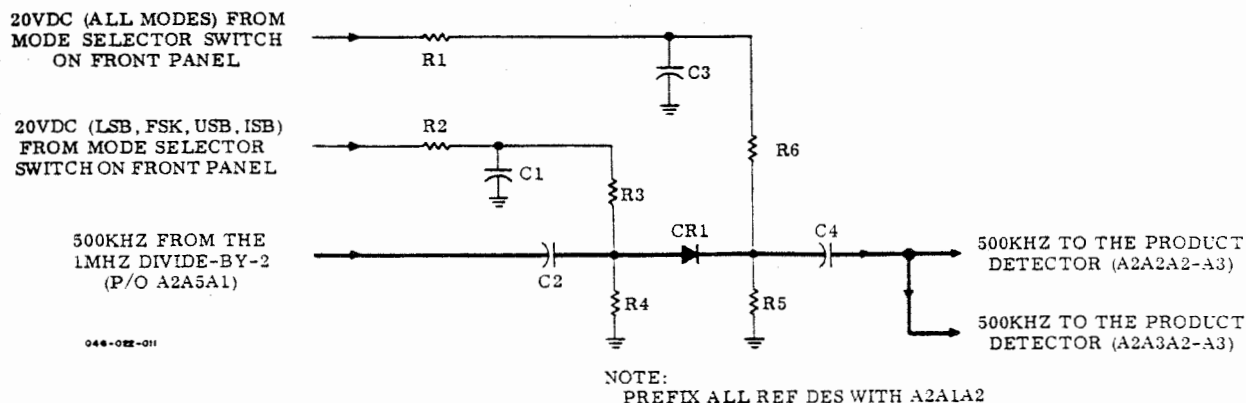 20VDC (ALL MODES) FROM
MODE SELECTOR SWITCH
ON FRONT PANEL
R1
C3
20VDC (LSB, FSK, USB, ISB)
FROM MODE SELECTOR
SWITCH ON FRONT PANEL
R2
C1
R3
R6
500KHZ FROM THE
1MHZ DIVIDE-BY-2
(P/O A2A5A1)
C2
CR1
C4
R4
R5
500KHZ TO THE PRODUCT
DETECTOR (A2A2A2-A3)
500KHZ TO THE PRODUCT
DETECTOR (A2A3A2-A3)
044-022-011
NOTE:
PREFIX ALL REF DES WITH A2A1A2